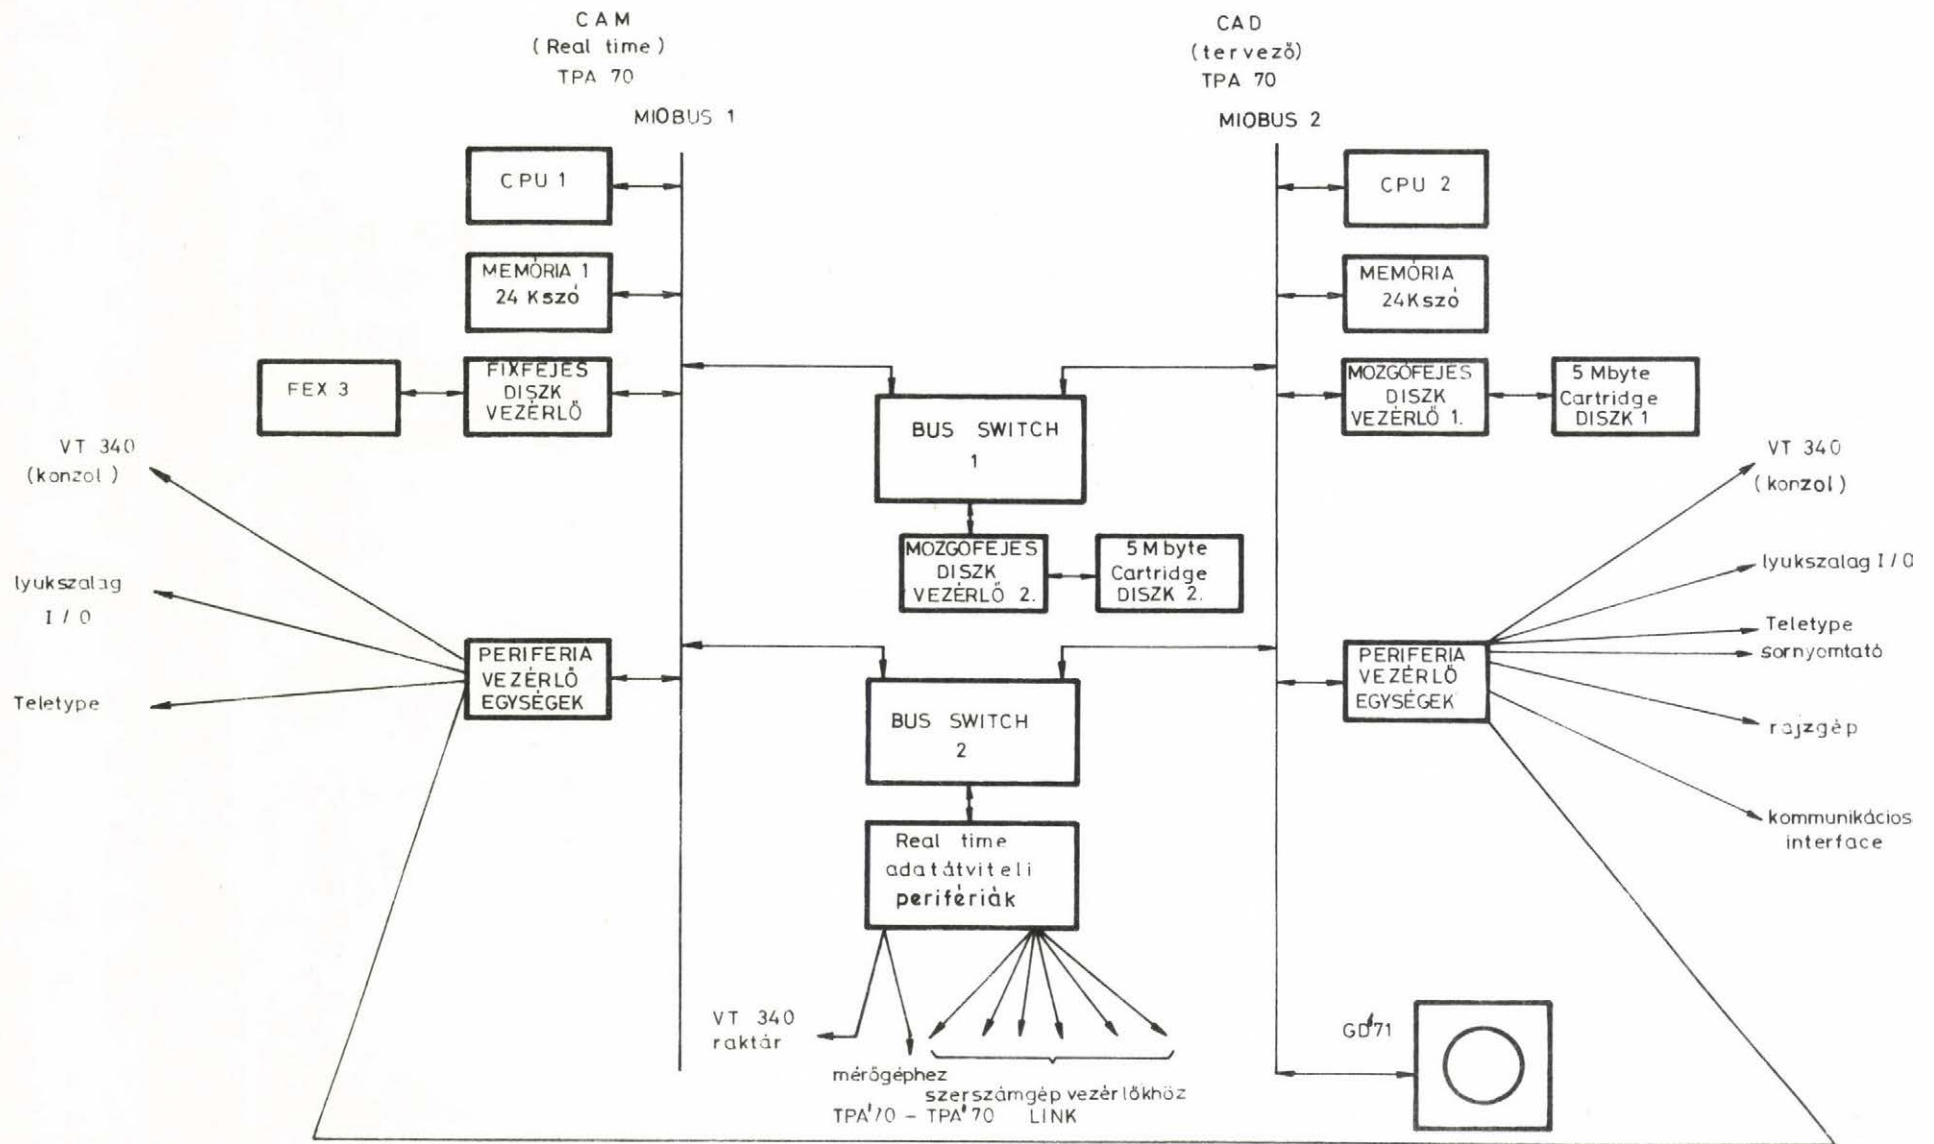 CAM
(Real time)
TPA 70
MIOBUS 1
CAD
(tervező)
TPA 70
MIOBUS 2
CPU 1
CPU 2
MEMÓRIA 1
24 Kszó
MEMÓRIA
24Kszó
FEX 3
FIXFEJES
DISZK
VEZÉRLŐ
MOZGÓFEJES
DISZK
VEZÉRLŐ 1.
5 Mbyte
Cartridge
DISZK 1
BUS SWITCH
1
VT 340
(konzol)
VT 340
(konzol)
MOZGÓFEJES
DISZK
VEZÉRLŐ 2.
5 Mbyte
Cartridge
DISZK 2.
lyukszalag
I / O
lyukszalag I / O
Teletype
PERIFERIA
VEZÉRLŐ
EGYSÉGEK
BUS SWITCH
2
PERIFERIA
VEZÉRLŐ
EGYSÉGEK
Teletype
sornyomtató
rajzgép
kommunikációs
interface
Real time
adatátviteli
perifériák
VT 340
raktár
mérőgéphez
szerszámgép vezérlőkhöz
TPA'70 - TPA'70 LINK
GD'71